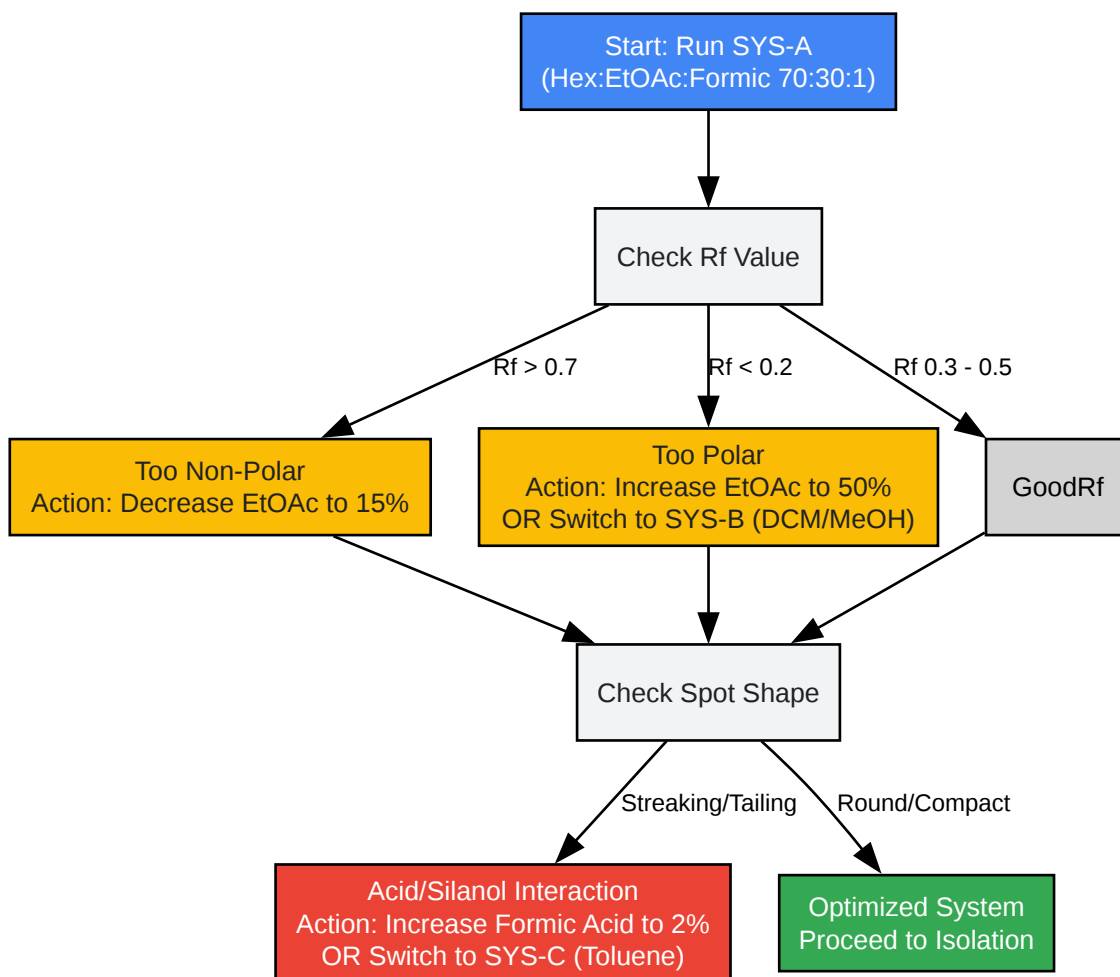 Start: Run SYS-A
(Hex:EtOAc:Formic 70:30:1)
Check Rf Value
Rf > 0.7
Rf < 0.2
Rf 0.3 - 0.5
Too Non-Polar
Action: Decrease EtOAc to 15%
Too Polar
Action: Increase EtOAc to 50%
OR Switch to SYS-B (DCM/MeOH)
GoodRf
Check Spot Shape
Streaking/Tailing
Round/Compact
Acid/Silanol Interaction
Action: Increase Formic Acid to 2%
OR Switch to SYS-C (Toluene)
Optimized System
Proceed to Isolation